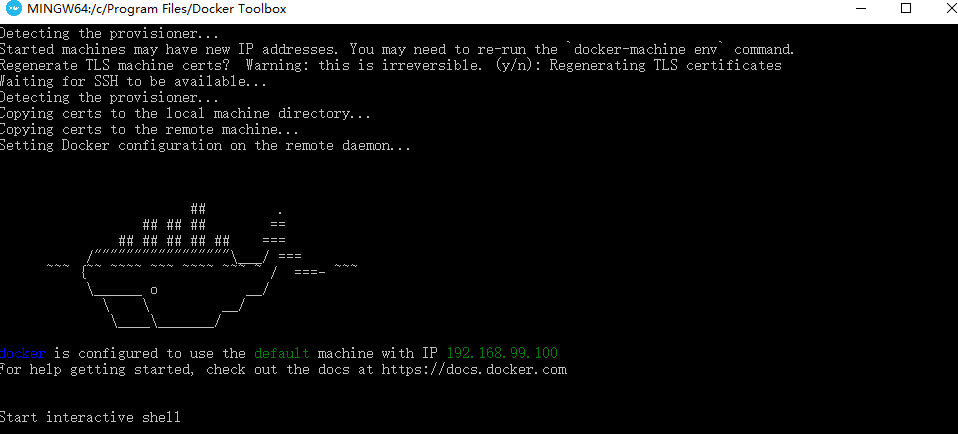 MINGW64:/c/Program Files/Docker Toolbox
Detecting the provisioner...
Started machines may have new IP addresses. You may need to re-run the `docker-machine env` command.
Regenerate TLS machine certs?  Warning: this is irreversible. (y/n): Regenerating TLS certificates
Waiting for SSH to be available...
Detecting the provisioner...
Copying certs to the local machine directory...
Copying certs to the remote machine...
Setting Docker configuration on the remote daemon...
                        ##         .
                  ## ## ##        ==
               ## ## ## ## ##    ===
           /"""""""""""""""""\___/ ===
      ~~~ {~~ ~~~~ ~~~ ~~~~ ~~~ ~ /  ===- ~~~
           \______ o           __/
             \    \         __/
              \____\_______/
docker is configured to use the default machine with IP 192.168.99.100
For help getting started, check out the docs at https://docs.docker.com
Start interactive shell